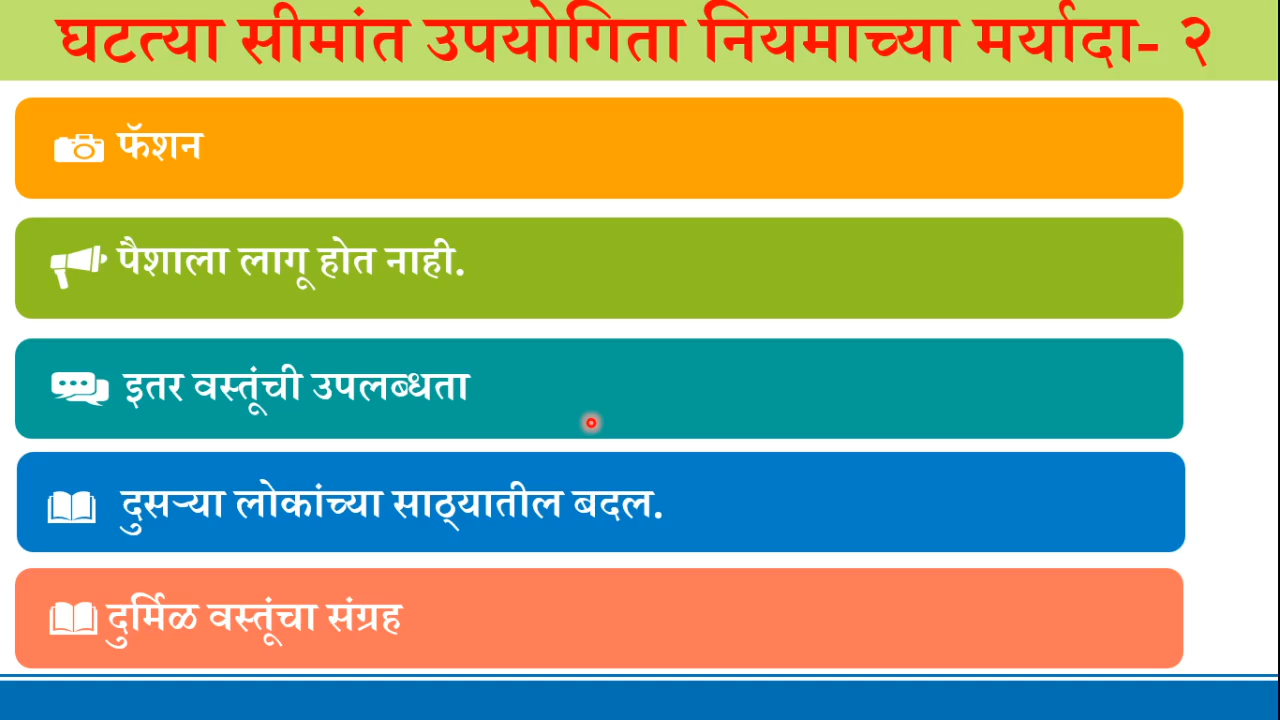 घटत्या सीमांत उपयोगिता नियमाच्या मर्यादा- २
फॅशन
पैशाला लागू होत नाही.
इतर वस्तूंची उपलब्धता
दुसऱ्या लोकांच्या साठ्यातील बदल.
दुर्मिळ वस्तूंचा संग्रह